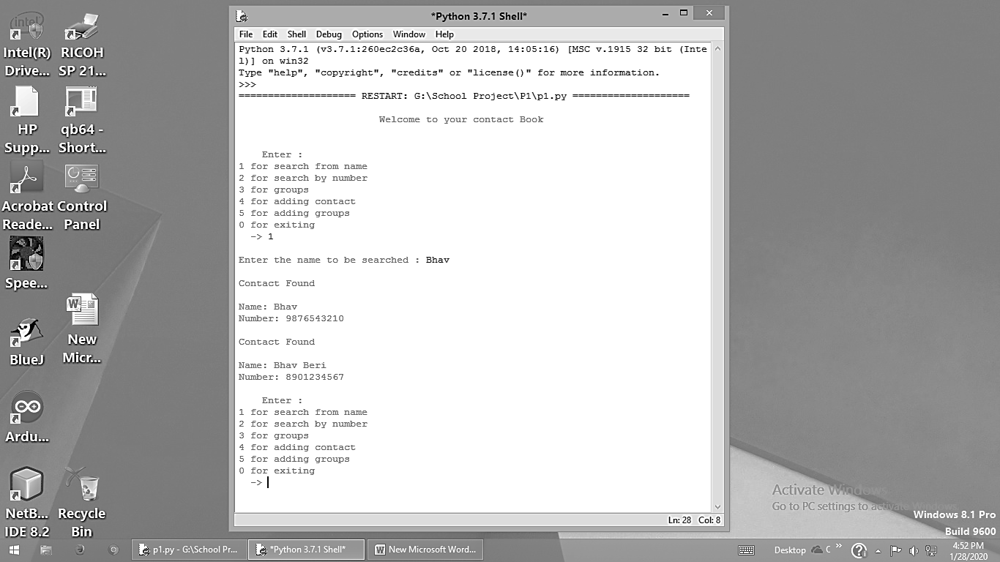 Intel(R)
Drive...
RICOH
SP 21...
HP
Supp...
qb64 -
Short...
Acrobat
Reade...
Control
Panel
Spee...
BlueJ
New
Micr...
Ardu...
NetB...
IDE 8.2
Recycle
Bin
*Python 3.7.1 Shell*
File Edit Shell Debug Options Window Help
Python 3.7.1 (v3.7.1:260ec2c36a, Oct 20 2018, 14:05:16) [MSC v.1915 32 bit (Inte
l)] on win32
Type "help", "copyright", "credits" or "license()" for more information.
>>>
==================== RESTART: G:\School Project\P1\p1.py ====================
Welcome to your contact Book
Enter :
1 for search from name
2 for search by number
3 for groups
4 for adding contact
5 for adding groups
0 for exiting
-> 1
Enter the name to be searched : Bhav
Contact Found
Name: Bhav
Number: 9876543210
Contact Found
Name: Bhav Beri
Number: 8901234567
Enter :
1 for search from name
2 for search by number
3 for groups
4 for adding contact
5 for adding groups
0 for exiting
->
Ln: 28 Col: 8
Activate Windows
Go to PC settings to activate Windows.
Windows 8.1 Pro
Build 9600
p1.py - G:\School Pr...
*Python 3.7.1 Shell*
New Microsoft Word...
Desktop
C
4:52 PM
1/28/2020